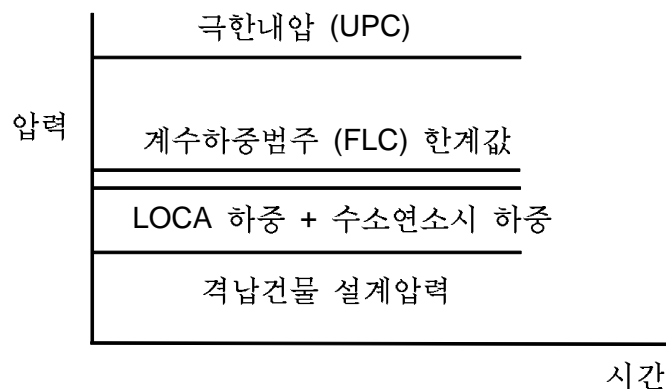 극한내압 (UPC)
압력
계수하중범주 (FLC) 한계값
LOCA 하중 + 수소연소시 하중
격납건물 설계압력
시간